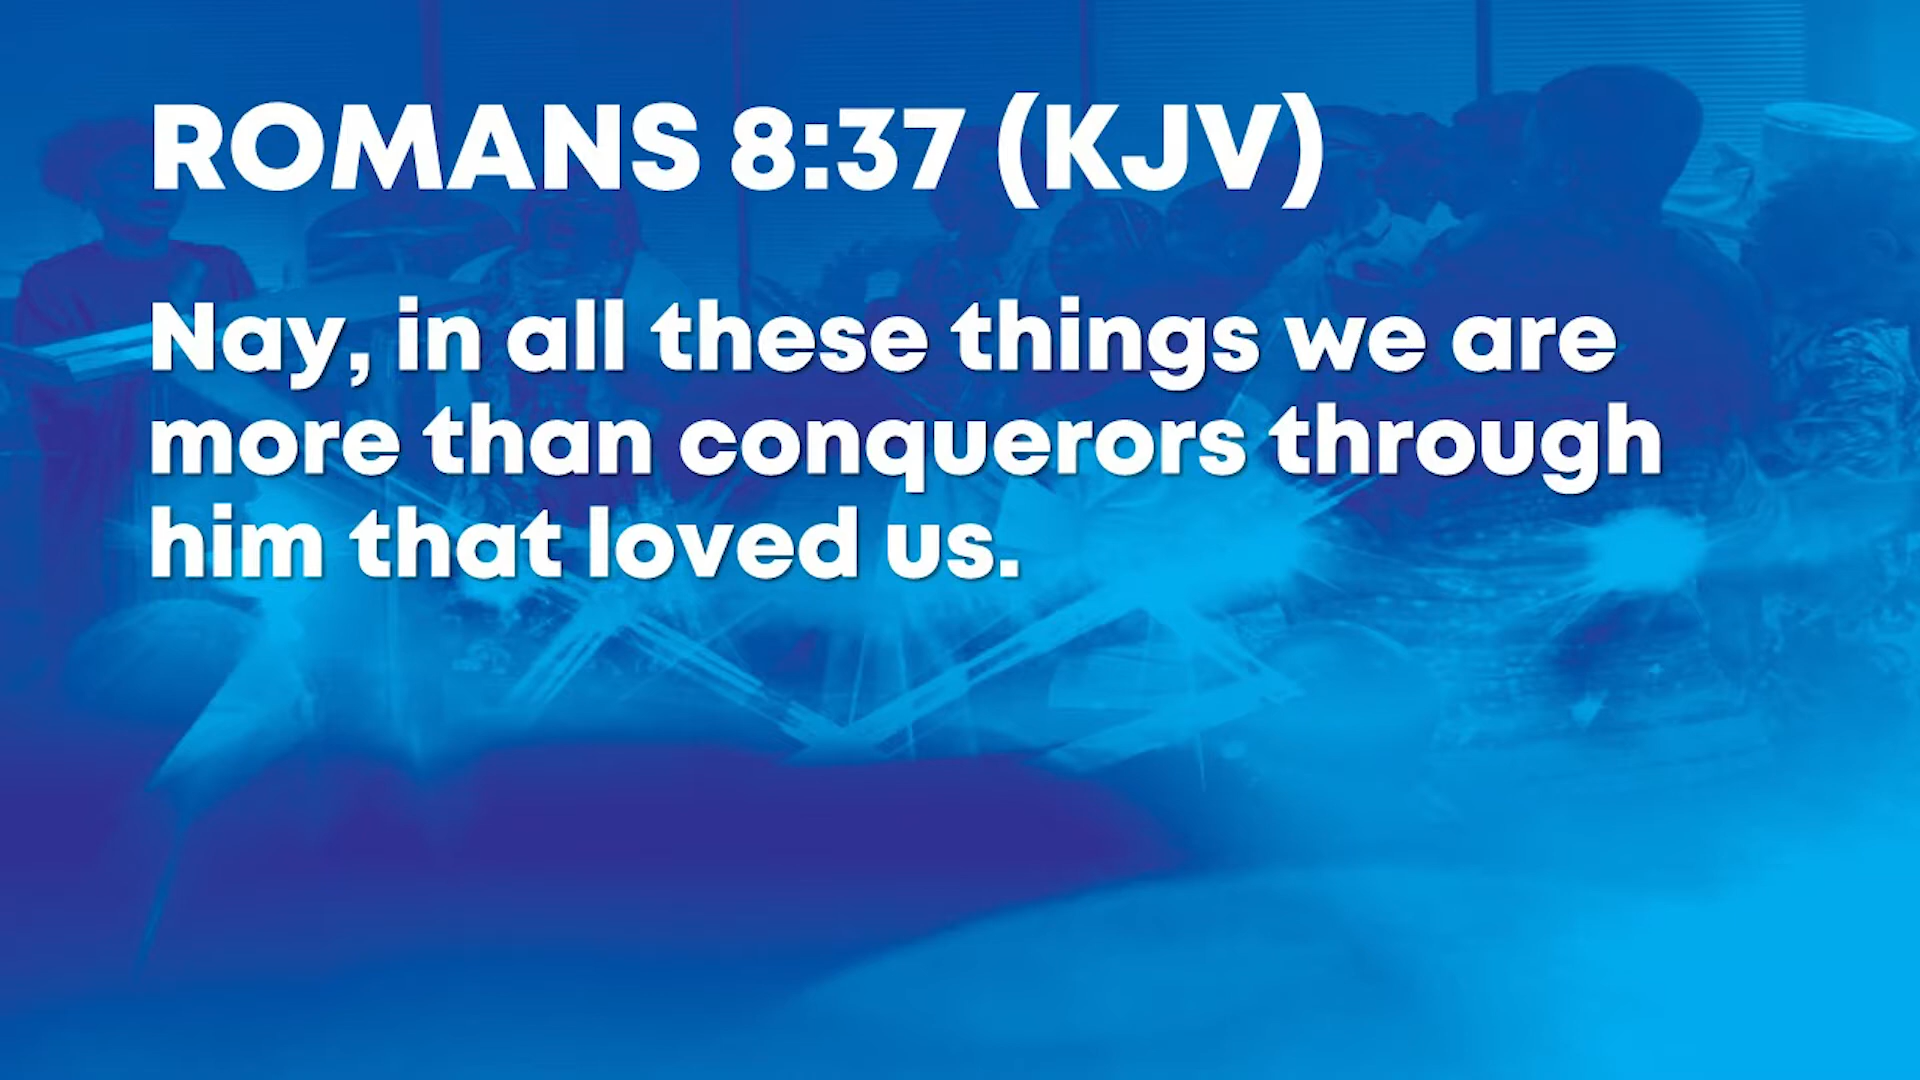 ROMANS 8:37 (KJV)
Nay, in all these things we are
more than conquerors through
him that loved us.